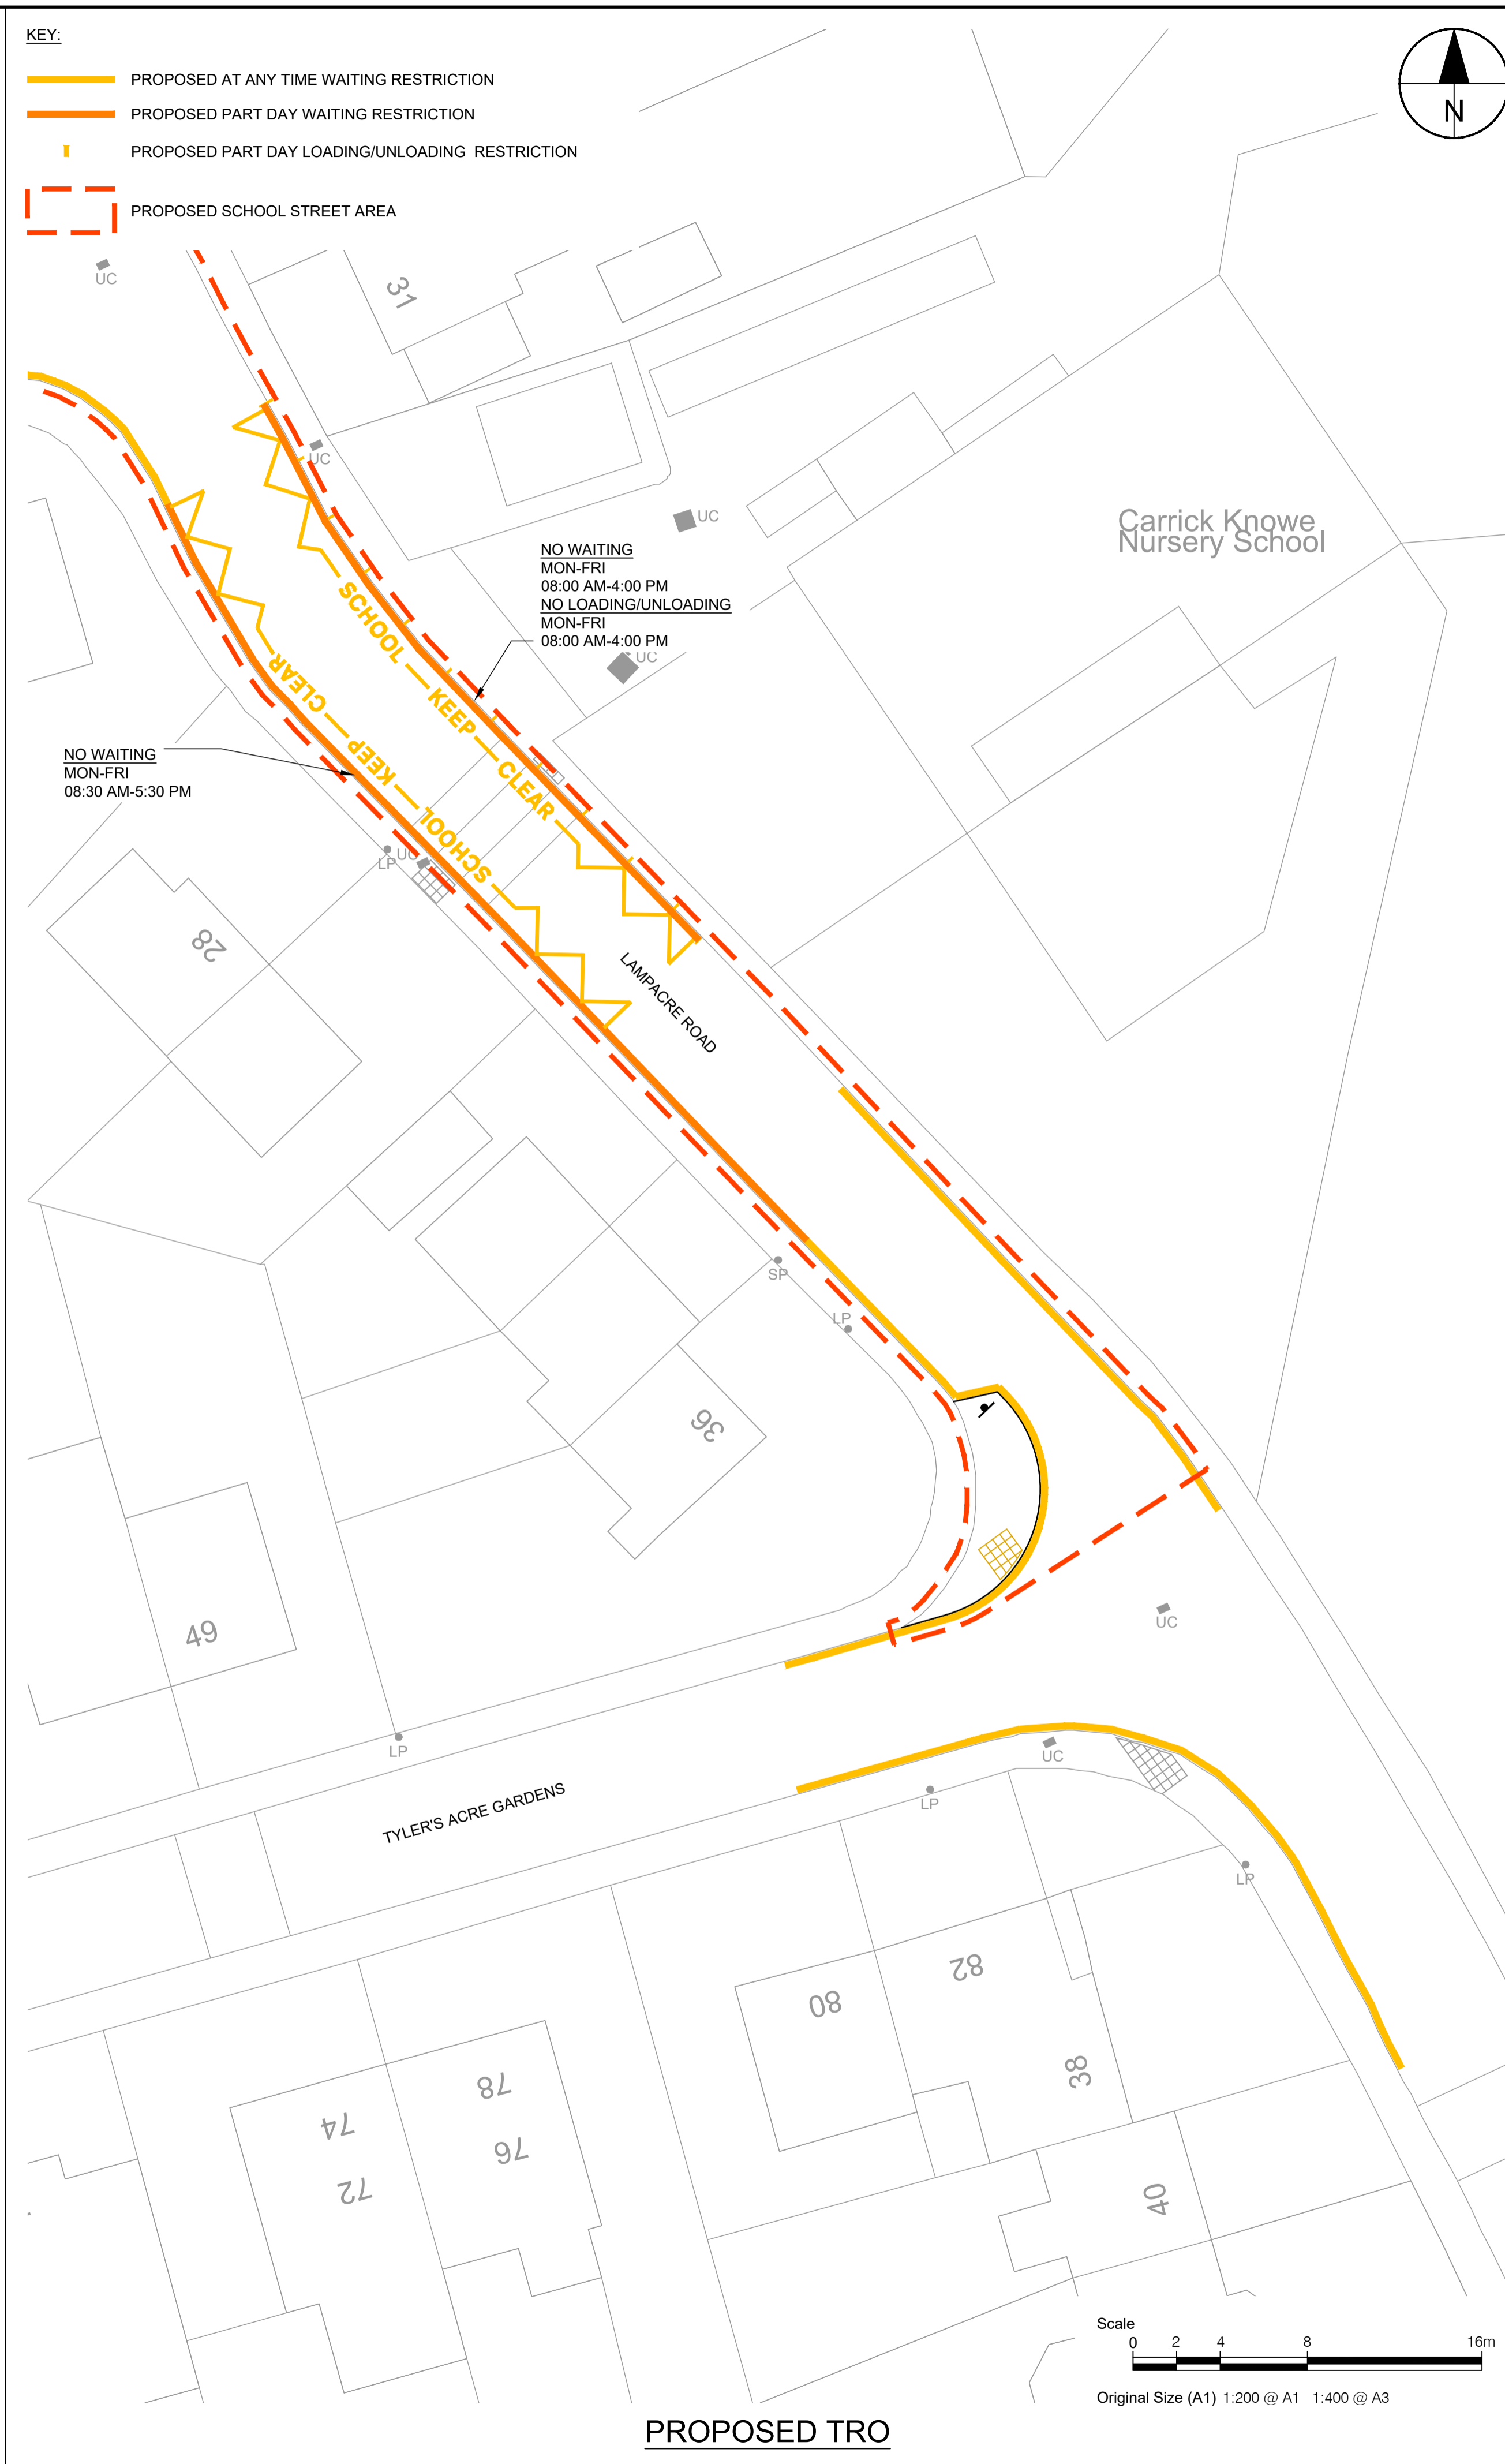 KEY:
PROPOSED AT ANY TIME WAITING RESTRICTION
PROPOSED PART DAY WAITING RESTRICTION
PROPOSED PART DAY LOADING/UNLOADING RESTRICTION
PROPOSED SCHOOL STREET AREA
N
UC
31
UC
UC
Carrick Knowe
Nursery School
NO WAITING
MON-FRI
08:00 AM-4:00 PM
NO LOADING/UNLOADING
MON-FRI
08:00 AM-4:00 PM
UC
SCHOOL KEEP CLEAR
SCHOOL KEEP CLEAR
NO WAITING
MON-FRI
08:30 AM-5:30 PM
LP
UC
28
LAMPACRE ROAD
SP
LP
36
49
UC
LP
UC
LP
TYLER'S ACRE GARDENS
LP
82
80
38
78
74
76
72
40
Scale
0 2 4 8 16m
Original Size (A1) 1:200 @ A1 1:400 @ A3
PROPOSED TRO